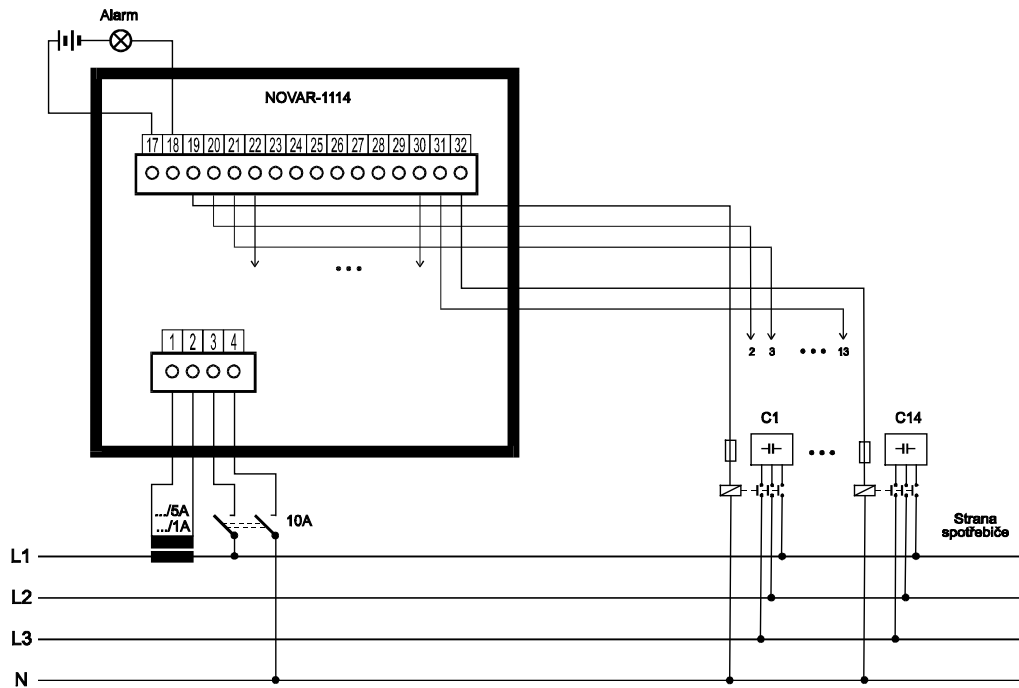 Alarm
NOVAR-1114
17 18 19 20 21 22 23 24 25 26 27 28 29 30 31 32
1 2 3 4
2 3 ••• 13
C1 C14
.../5A
.../1A
10A
Strana
spotřebiče
L1
L2
L3
N